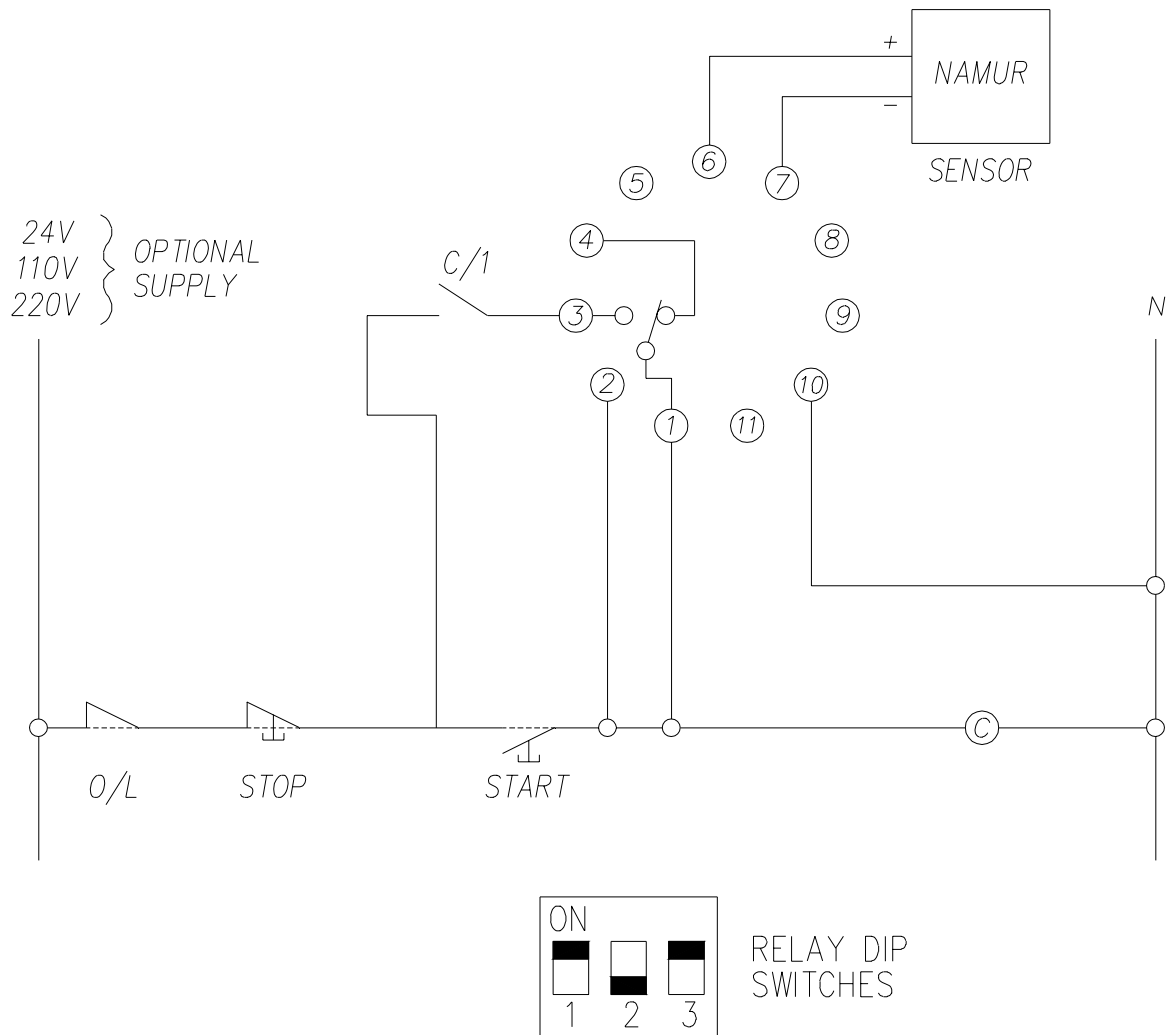 +
NAMUR
−
SENSOR
6
7
5
24V
110V
220V
OPTIONAL
SUPPLY
4
8
C/1
3
9
N
2
10
1
11
C
O/L
STOP
START
ON
1 2 3
RELAY DIP
SWITCHES